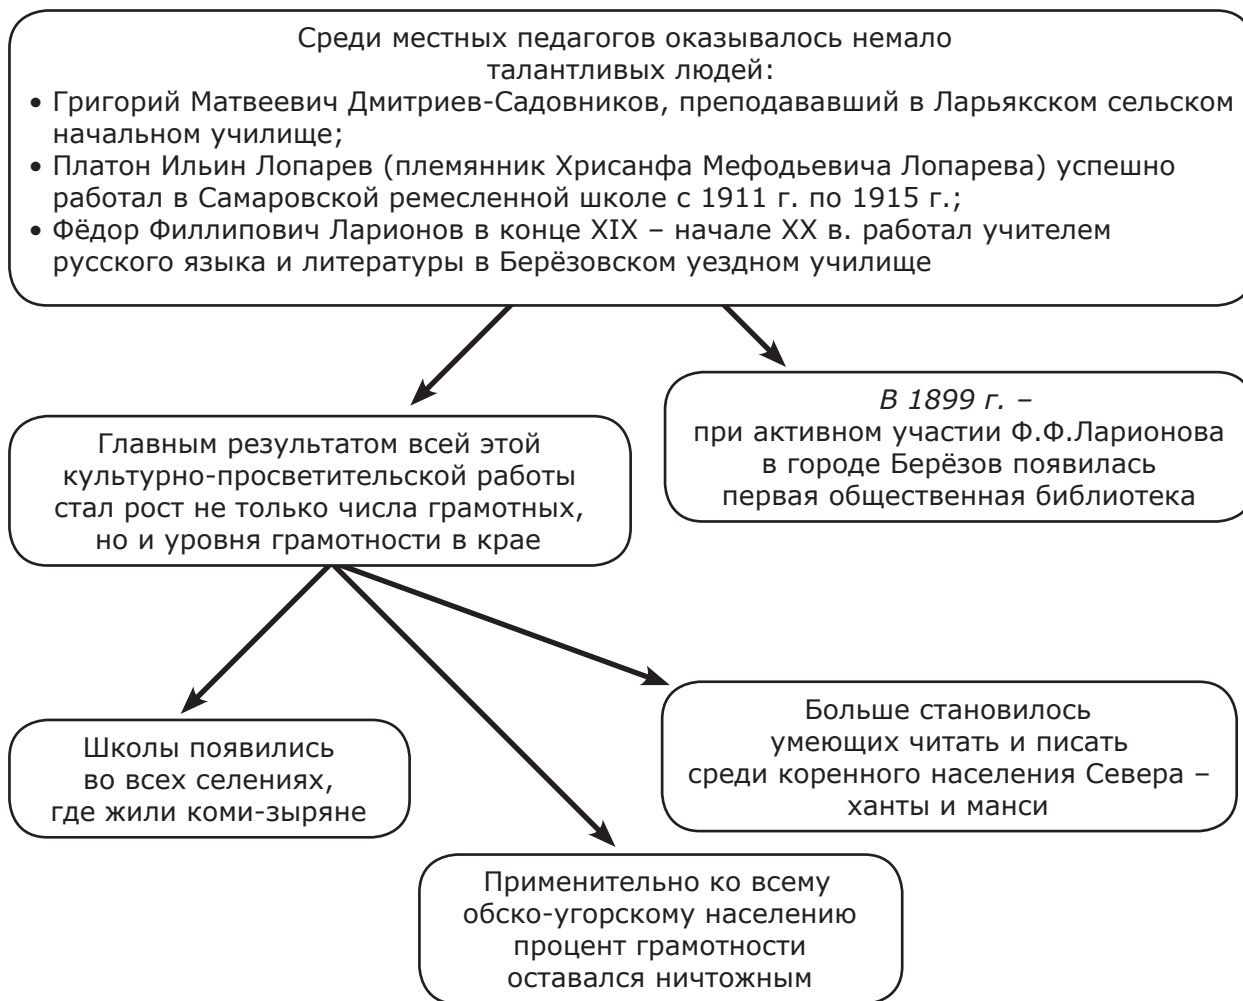 Среди местных педагогов оказывалось немало
талантливых людей:
• Григорий Матвеевич Дмитриев-Садовников, преподававший в Ларьякском сельском
начальном училище;
• Платон Ильин Лопарев (племянник Хрисанфа Мефодьевича Лопарева) успешно
работал в Самаровской ремесленной школе с 1911 г. по 1915 г.;
• Фёдор Филлипович Ларионов в конце XIX – начале XX в. работал учителем
русского языка и литературы в Берёзовском уездном училище
В 1899 г. –
при активном участии Ф.Ф.Ларионова
в городе Берёзов появилась
первая общественная библиотека
Главным результатом всей этой
культурно-просветительской работы
стал рост не только числа грамотных,
но и уровня грамотности в крае
Школы появились
во всех селениях,
где жили коми-зыряне
Больше становилось
умеющих читать и писать
среди коренного населения Севера –
ханты и манси
Применительно ко всему
обско-угорскому населению
процент грамотности
оставался ничтожным